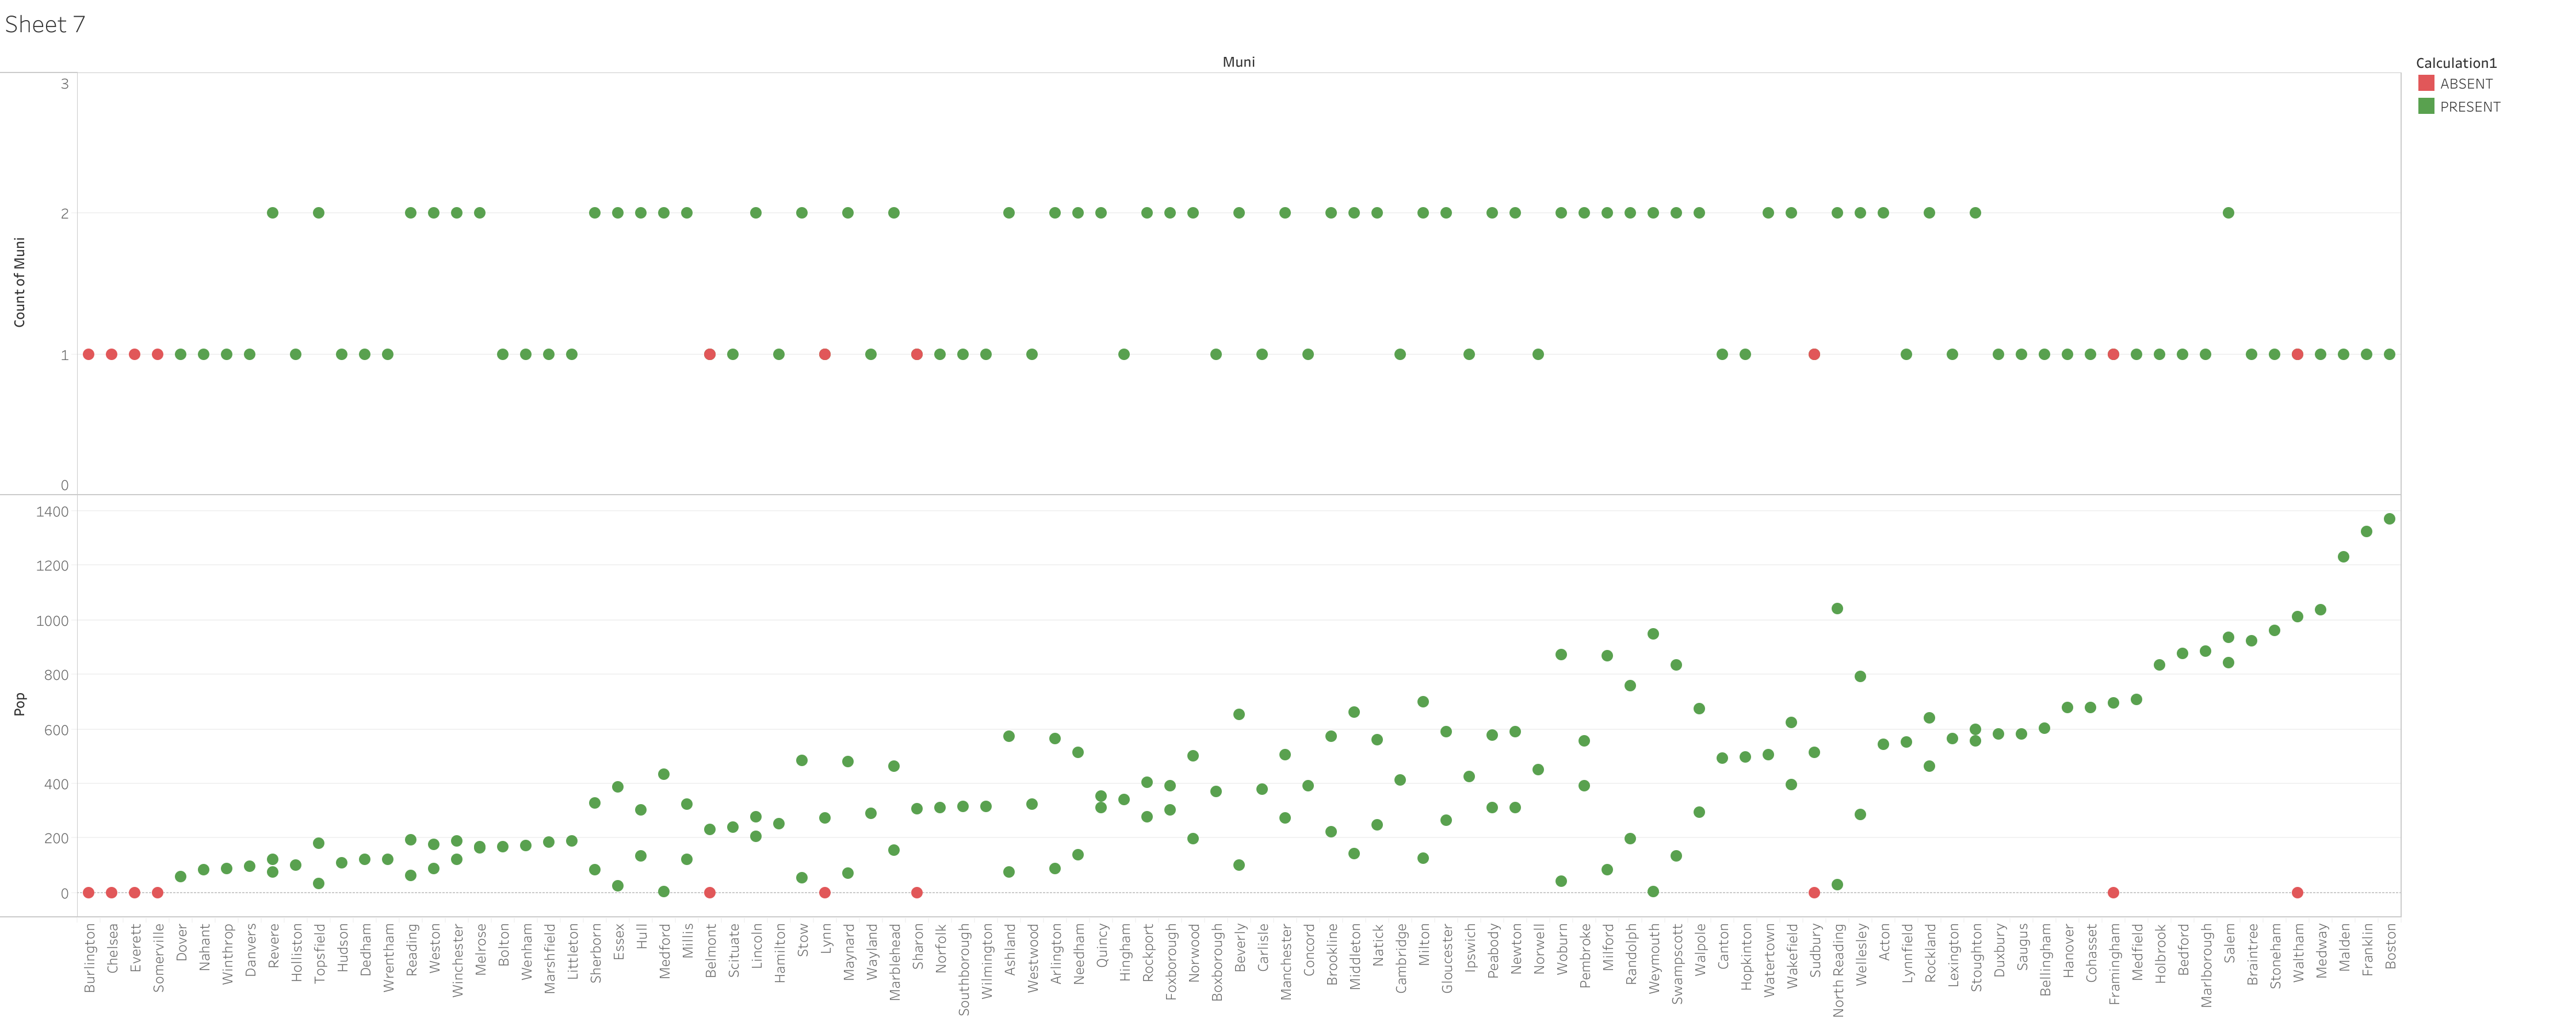 Sheet 7
Muni
Calculation1
ABSENT
PRESENT
Count of Muni
3
2
1
0
Pop
1400
1200
1000
800
600
400
200
0
Burlington
Chelsea
Everett
Somerville
Dover
Nahant
Winthrop
Danvers
Revere
Holliston
Topsfield
Hudson
Dedham
Wrentham
Reading
Weston
Winchester
Melrose
Bolton
Wenham
Marshfield
Littleton
Sherborn
Essex
Hull
Medford
Millis
Belmont
Scituate
Lincoln
Hamilton
Stow
Lynn
Maynard
Wayland
Marblehead
Sharon
Norfolk
Southborough
Wilmington
Ashland
Westwood
Arlington
Needham
Quincy
Hingham
Rockport
Foxborough
Norwood
Boxborough
Beverly
Carlisle
Manchester
Concord
Brookline
Middleton
Natick
Cambridge
Milton
Gloucester
Ipswich
Peabody
Newton
Norwell
Woburn
Pembroke
Milford
Randolph
Weymouth
Swampscott
Walpole
Canton
Hopkinton
Watertown
Wakefield
Sudbury
North Reading
Wellesley
Acton
Lynnfield
Rockland
Lexington
Stoughton
Duxbury
Saugus
Bellingham
Hanover
Cohasset
Framingham
Medfield
Holbrook
Bedford
Marlborough
Salem
Braintree
Stoneham
Waltham
Medway
Malden
Franklin
Boston